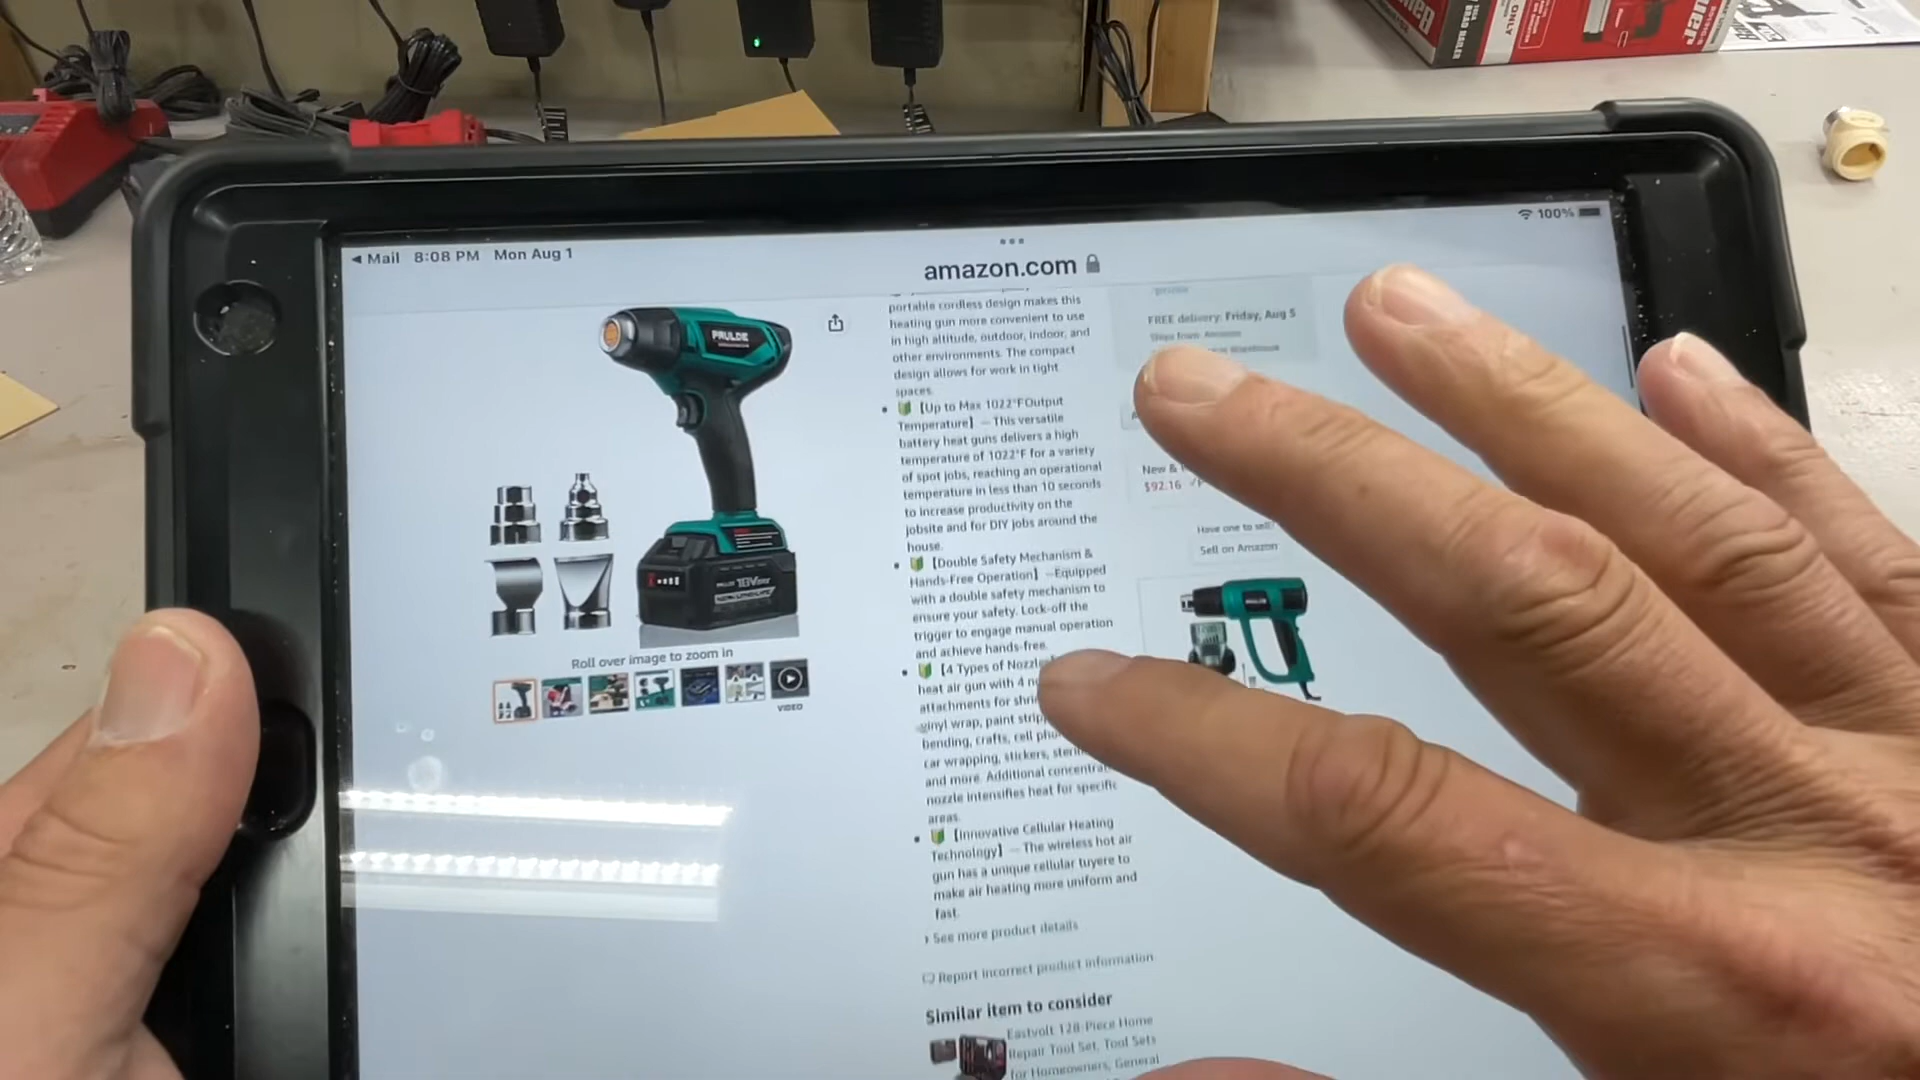 BRAD NAILER
ONLY
Bauer
Mail 8:08 PM Mon Aug 1
100%
amazon.com
PRULDE
18V
Roll over image to zoom in
VIDEO
portable cordless design makes this
heating gun more convenient to use
in high altitude, outdoor, indoor, and
other environments. The compact
design allows for work in tight
spaces.
【Up to Max 1022°FOutput
Temperature】 — This versatile
battery heat guns delivers a high
temperature of 1022°F for a variety
of spot jobs, reaching an operational
temperature in less than 10 seconds
to increase productivity on the
jobsite and for DIY jobs around the
house.
【Double Safety Mechanism &
Hands-Free Operation】 —Equipped
with a double safety mechanism to
ensure your safety. Lock-off the
trigger to engage manual operation
and achieve hands-free.
【4 Types of Nozzle
heat air gun with 4
attachments for
vinyl wrap, paint
bending, crafts, cell
car wrapping, stickers,
and more. Additional
nozzle intensifies heat for specific
areas.
【Innovative Cellular Heating
Technology】 — The wireless hot air
gun has a unique cellular tuyere to
make air heating more uniform and
fast.
› See more product details
Report incorrect product information
Similar item to consider
Eastvolt 128-Piece Home
Repair Tool Set, Tool Sets
for Homeowners, General
FREE delivery: Friday, Aug 5
Ships from: Amazon
New &
$92.16
Have one to sell?
Sell on Amazon
PRULDE